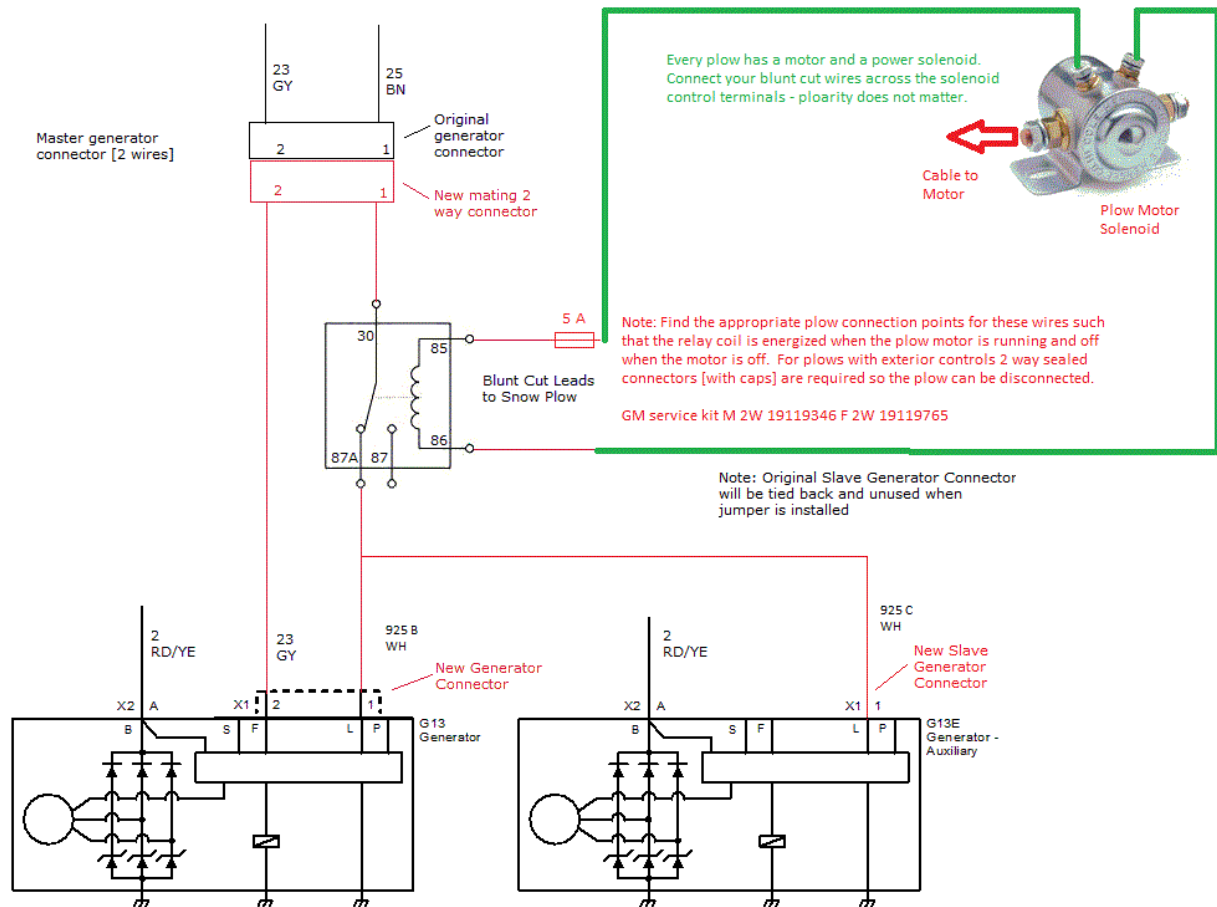 Every plow has a motor and a power solenoid.
Connect your blunt cut wires across the solenoid
control terminals - ploarity does not matter.
23
GY
25
BN
Master generator
connector [2 wires]
2
1
Original
generator
connector
2
1
New mating 2
way connector
Cable to
Motor
Plow Motor
Solenoid
30
85
5 A
86
87A
87
Blunt Cut Leads
to Snow Plow
Note: Find the appropriate plow connection points for these wires such
that the relay coil is energized when the plow motor is running and off
when the motor is off. For plows with exterior controls 2 way sealed
connectors [with caps] are required so the plow can be disconnected.
GM service kit M 2W 19119346 F 2W 19119765
Note: Original Slave Generator Connector
will be tied back and unused when
jumper is installed
2
RD/YE
23
GY
925 B
WH
New Generator
Connector
2
RD/YE
925 C
WH
New Slave
Generator
Connector
X2
A
X1
2
1
B
S
F
L
P
G13
Generator
X2
A
X1
1
B
S
F
L
P
G13E
Generator -
Auxiliary